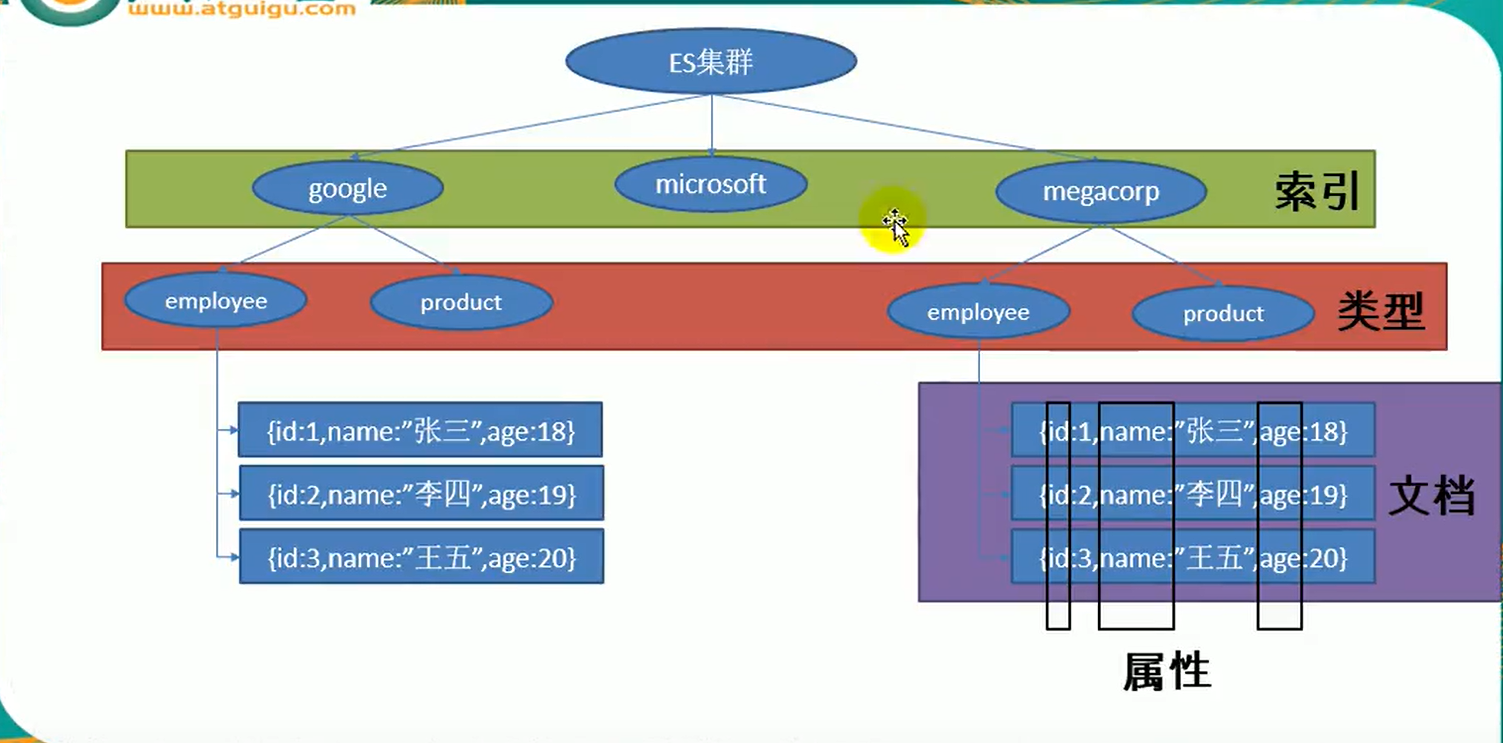 www.atguigu.com
ES集群
google
microsoft
megacorp
索引
employee
product
employee
product
类型
{id:1,name:”张三”,age:18}
{id:2,name:”李四”,age:19}
{id:3,name:”王五”,age:20}
{id:1,name:”张三”,age:18}
{id:2,name:”李四”,age:19}
{id:3,name:”王五”,age:20}
文档
属性